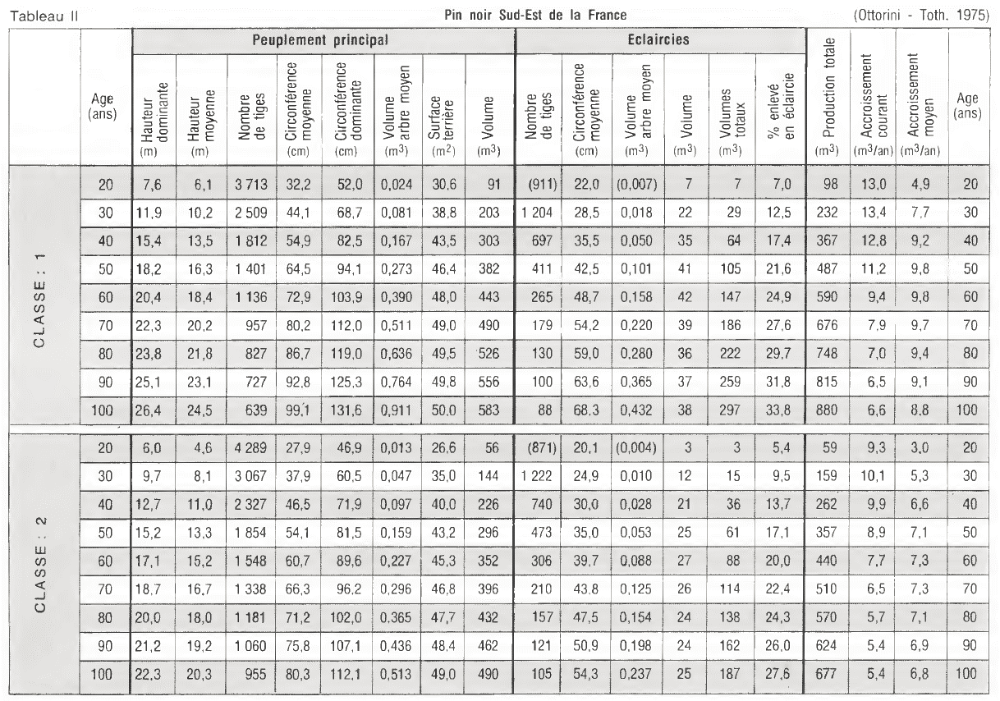 Tableau II Pin noir Sud-Est de la France (Ottorini - Toth. 1975)
Peuplement principal Eclaircies
Age (ans) Hauteur dominante (m) Hauteur moyenne (m) Nombre de tiges Circonférence moyenne (cm) Circonférence dominante (cm) Volume arbre moyen (m³) Surface terrière (m²) Volume (m³) Nombre de tiges Circonférence moyenne (cm) Volume arbre moyen (m³) Volume (m³) Volumes totaux (m³) % enlevé en éclaircie Production totale (m³) Accroissement courant (m³/an) Accroissement moyen (m³/an) Age (ans)
CLASSE : 1
20 7,6 6,1 3 713 32,2 52,0 0,024 30,6 91 (911) 22,0 (0,007) 7 7 7,0 98 13,0 4,9 20
30 11,9 10,2 2 509 44,1 68,7 0,081 38,8 203 1 204 28,5 0,018 22 29 12,5 232 13,4 7,7 30
40 15,4 13,5 1 812 54,9 82,5 0,167 43,5 303 697 35,5 0,050 35 64 17,4 367 12,8 9,2 40
50 18,2 16,3 1 401 64,5 94,1 0,273 46,4 382 411 42,5 0,101 41 105 21,6 487 11,2 9,8 50
60 20,4 18,4 1 136 72,9 103,9 0,390 48,0 443 265 48,7 0,158 42 147 24,9 590 9,4 9,8 60
70 22,3 20,2 957 80,2 112,0 0,511 49,0 490 179 54,2 0,220 39 186 27,6 676 7,9 9,7 70
80 23,8 21,8 827 86,7 119,0 0,636 49,5 526 130 59,0 0,280 36 222 29,7 748 7,0 9,4 80
90 25,1 23,1 727 92,8 125,3 0,764 49,8 556 100 63,6 0,365 37 259 31,8 815 6,5 9,1 90
100 26,4 24,5 639 99,1 131,6 0,911 50,0 583 88 68,3 0,432 38 297 33,8 880 6,6 8,8 100
CLASSE : 2
20 6,0 4,6 4 289 27,9 46,9 0,013 26,6 56 (871) 20,1 (0,004) 3 3 5,4 59 9,3 3,0 20
30 9,7 8,1 3 067 37,9 60,5 0,047 35,0 144 1 222 24,9 0,010 12 15 9,5 159 10,1 5,3 30
40 12,7 11,0 2 327 46,5 71,9 0,097 40,0 226 740 30,0 0,028 21 36 13,7 262 9,9 6,6 40
50 15,2 13,3 1 854 54,1 81,5 0,159 43,2 296 473 35,0 0,053 25 61 17,1 357 8,9 7,1 50
60 17,1 15,2 1 548 60,7 89,6 0,227 45,3 352 306 39,7 0,088 27 88 20,0 440 7,7 7,3 60
70 18,7 16,7 1 338 66,3 96,2 0,296 46,8 396 210 43,8 0,125 26 114 22,4 510 6,5 7,3 70
80 20,0 18,0 1 181 71,2 102,0 0,365 47,7 432 157 47,5 0,154 24 138 24,3 570 5,7 7,1 80
90 21,2 19,2 1 060 75,8 107,1 0,436 48,4 462 121 50,9 0,198 24 162 26,0 624 5,4 6,9 90
100 22,3 20,3 955 80,3 112,1 0,513 49,0 490 105 54,3 0,237 25 187 27,6 677 5,4 6,8 100